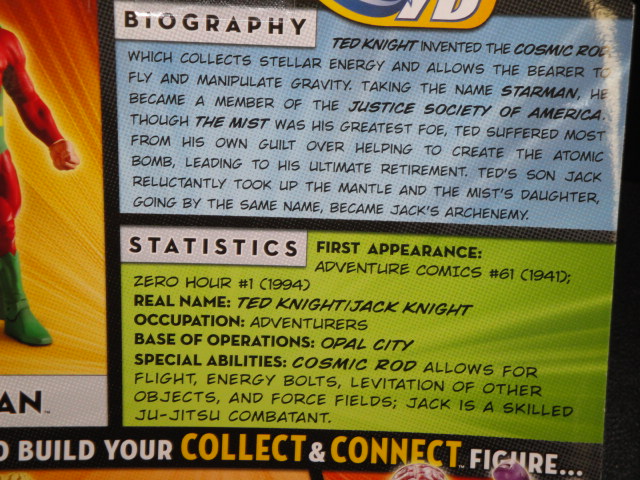 BIOGRAPHY
TED KNIGHT INVENTED THE COSMIC ROD,
WHICH COLLECTS STELLAR ENERGY AND ALLOWS THE BEARER TO
FLY AND MANIPULATE GRAVITY. TAKING THE NAME STARMAN, HE
BECAME A MEMBER OF THE JUSTICE SOCIETY OF AMERICA.
THOUGH THE MIST WAS HIS GREATEST FOE, TED SUFFERED MOST
FROM HIS OWN GUILT OVER HELPING TO CREATE THE ATOMIC
BOMB, LEADING TO HIS ULTIMATE RETIREMENT. TED'S SON JACK
RELUCTANTLY TOOK UP THE MANTLE AND THE MIST'S DAUGHTER,
GOING BY THE SAME NAME, BECAME JACK'S ARCHENEMY.
STATISTICS
FIRST APPEARANCE:
ADVENTURE COMICS #61 (1941);
ZERO HOUR #1 (1994)
REAL NAME: TED KNIGHT/JACK KNIGHT
OCCUPATION: ADVENTURERS
BASE OF OPERATIONS: OPAL CITY
SPECIAL ABILITIES: COSMIC ROD ALLOWS FOR
FLIGHT, ENERGY BOLTS, LEVITATION OF OTHER
OBJECTS, AND FORCE FIELDS; JACK IS A SKILLED
JU-JITSU COMBATANT.
AN™
O BUILD YOUR COLLECT & CONNECT™ FIGURE...